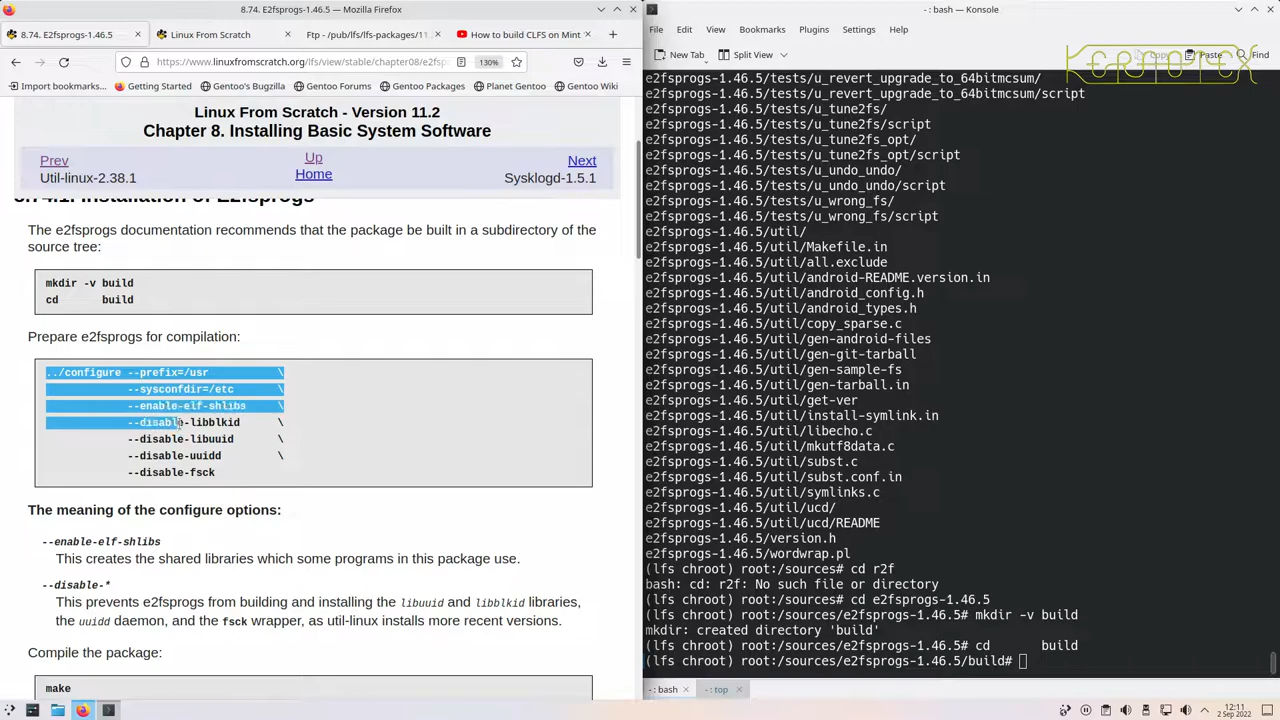 8.74. E2fsprogs-1.46.5 — Mozilla Firefox
8.74. E2fsprogs-1.46.5
Linux From Scratch
Ftp - /pub/lfs/lfs-packages/11.
How to build CLFS on Mint
https://www.linuxfromscratch.org/lfs/view/stable/chapter08/e2fsp
Import bookmarks...
Getting Started
Gentoo's Bugzilla
Gentoo Forums
Gentoo Packages
Planet Gentoo
Gentoo Wiki
Linux From Scratch - Version 11.2
Chapter 8. Installing Basic System Software
Prev
Up
Next
Util-linux-2.38.1
Home
Sysklogd-1.5.1
8.74.1. Installation of E2fsprogs
The e2fsprogs documentation recommends that the package be built in a subdirectory of the
source tree:
mkdir -v build
cd       build
Prepare e2fsprogs for compilation:
../configure --prefix=/usr           \
--sysconfdir=/etc       \
--enable-elf-shlibs     \
--disable-libblkid      \
--disable-libuuid       \
--disable-uuidd         \
--disable-fsck
The meaning of the configure options:
--enable-elf-shlibs
This creates the shared libraries which some programs in this package use.
--disable-*
This prevents e2fsprogs from building and installing the libuuid and libblkid libraries,
the uuidd daemon, and the fsck wrapper, as util-linux installs more recent versions.
Compile the package:
make
- : bash — Konsole
File Edit View Bookmarks Plugins Settings Help
New Tab
Split View
Copy
Paste
Find
KERNOTEX
e2fsprogs-1.46.5/tests/u_revert_upgrade_to_64bitmcsum/
e2fsprogs-1.46.5/tests/u_revert_upgrade_to_64bitmcsum/script
e2fsprogs-1.46.5/tests/u_tune2fs/
e2fsprogs-1.46.5/tests/u_tune2fs/script
e2fsprogs-1.46.5/tests/u_tune2fs_opt/
e2fsprogs-1.46.5/tests/u_tune2fs_opt/script
e2fsprogs-1.46.5/tests/u_undo_undo/
e2fsprogs-1.46.5/tests/u_undo_undo/script
e2fsprogs-1.46.5/tests/u_wrong_fs/
e2fsprogs-1.46.5/tests/u_wrong_fs/script
e2fsprogs-1.46.5/util/
e2fsprogs-1.46.5/util/Makefile.in
e2fsprogs-1.46.5/util/all.exclude
e2fsprogs-1.46.5/util/android-README.version.in
e2fsprogs-1.46.5/util/android_config.h
e2fsprogs-1.46.5/util/android_types.h
e2fsprogs-1.46.5/util/copy_sparse.c
e2fsprogs-1.46.5/util/gen-android-files
e2fsprogs-1.46.5/util/gen-git-tarball
e2fsprogs-1.46.5/util/gen-sample-fs
e2fsprogs-1.46.5/util/gen-tarball.in
e2fsprogs-1.46.5/util/get-ver
e2fsprogs-1.46.5/util/install-symlink.in
e2fsprogs-1.46.5/util/libecho.c
e2fsprogs-1.46.5/util/mkutf8data.c
e2fsprogs-1.46.5/util/subst.c
e2fsprogs-1.46.5/util/subst.conf.in
e2fsprogs-1.46.5/util/symlinks.c
e2fsprogs-1.46.5/util/ucd/
e2fsprogs-1.46.5/util/ucd/README
e2fsprogs-1.46.5/version.h
e2fsprogs-1.46.5/wordwrap.pl
(lfs chroot) root:/sources# cd r2f
bash: cd: r2f: No such file or directory
(lfs chroot) root:/sources# cd e2fsprogs-1.46.5
(lfs chroot) root:/sources/e2fsprogs-1.46.5# mkdir -v build
mkdir: created directory 'build'
(lfs chroot) root:/sources/e2fsprogs-1.46.5# cd       build
(lfs chroot) root:/sources/e2fsprogs-1.46.5/build#
- : bash
- : top
12:11
2 Sep 2022